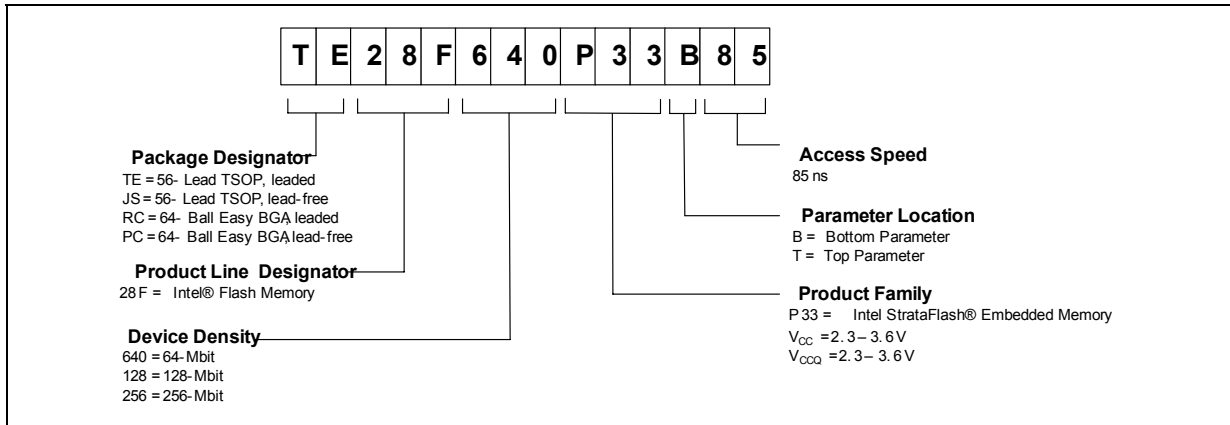 T E 2 8 F 6 4 0 P 3 3 B 8 5
Package Designator
TE = 56- Lead TSOP, leaded
JS = 56- Lead TSOP, lead-free
RC = 64- Ball Easy BGA, leaded
PC = 64- Ball Easy BGA, lead-free
Product Line Designator
28F = Intel® Flash Memory
Device Density
640 = 64-Mbit
128 = 128-Mbit
256 = 256-Mbit
Access Speed
85 ns
Parameter Location
B = Bottom Parameter
T = Top Parameter
Product Family
P33 = Intel StrataFlash® Embedded Memory
VCC = 2.3 – 3.6 V
VCCQ = 2.3 – 3.6 V